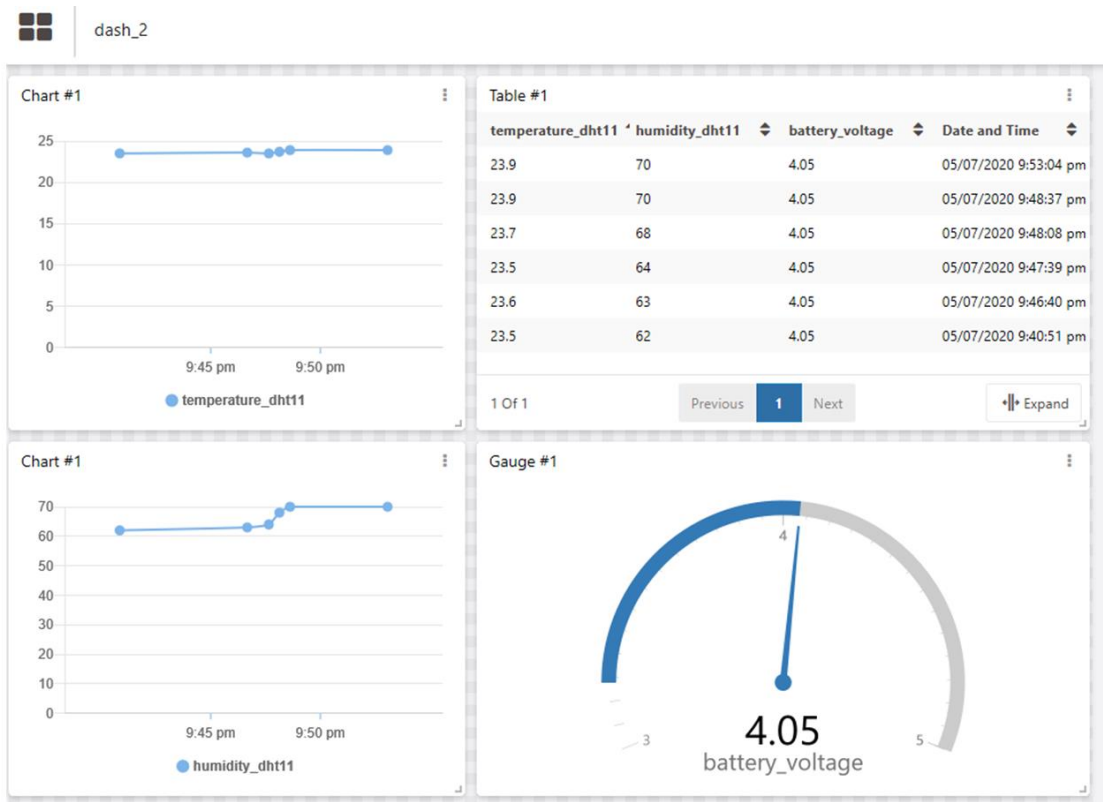 dash_2
Chart #1
25
20
15
10
5
0
9:45 pm 9:50 pm
temperature_dht11
Table #1
temperature_dht11 humidity_dht11 battery_voltage Date and Time
23.9 70 4.05 05/07/2020 9:53:04 pm
23.9 70 4.05 05/07/2020 9:48:37 pm
23.7 68 4.05 05/07/2020 9:48:08 pm
23.5 64 4.05 05/07/2020 9:47:39 pm
23.6 63 4.05 05/07/2020 9:46:40 pm
23.5 62 4.05 05/07/2020 9:40:51 pm
1 Of 1 Previous 1 Next Expand
Chart #1
70
60
50
40
30
20
10
0
9:45 pm 9:50 pm
humidity_dht11
Gauge #1
4
3 5
4.05
battery_voltage